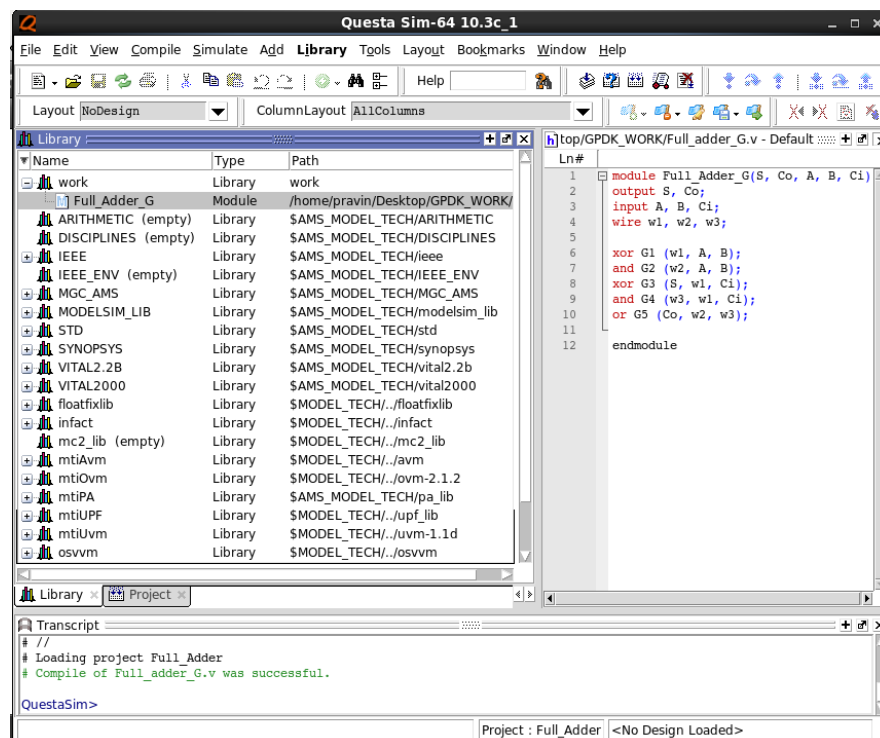 Questa Sim-64 10.3c_1
File Edit View Compile Simulate Add Library Tools Layout Bookmarks Window Help
Help
Layout NoDesign ColumnLayout AllColumns
Library
Name Type Path
work Library work
Full_Adder_G Module /home/pravin/Desktop/GPDK_WORK/
ARITHMETIC (empty) Library $AMS_MODEL_TECH/ARITHMETIC
DISCIPLINES (empty) Library $AMS_MODEL_TECH/DISCIPLINES
IEEE Library $AMS_MODEL_TECH/ieee
IEEE_ENV (empty) Library $AMS_MODEL_TECH/IEEE_ENV
MGC_AMS Library $AMS_MODEL_TECH/MGC_AMS
MODELSIM_LIB Library $AMS_MODEL_TECH/modelsim_lib
STD Library $AMS_MODEL_TECH/std
SYNOPSYS Library $AMS_MODEL_TECH/synopsys
VITAL2.2B Library $AMS_MODEL_TECH/vital2.2b
VITAL2000 Library $AMS_MODEL_TECH/vital2000
floatfixlib Library $MODEL_TECH/../floatfixlib
infact Library $MODEL_TECH/../infact
mc2_lib (empty) Library $MODEL_TECH/../mc2_lib
mtiAvm Library $MODEL_TECH/../avm
mtiOvm Library $MODEL_TECH/../ovm-2.1.2
mtiPA Library $AMS_MODEL_TECH/pa_lib
mtiUPF Library $MODEL_TECH/../upf_lib
mtiUvm Library $MODEL_TECH/../uvm-1.1d
osvvm Library $MODEL_TECH/../osvvm
Library Project
top/GPDK_WORK/Full_adder_G.v - Default
Ln#
1 module Full_Adder_G(S, Co, A, B, Ci)
2 output S, Co;
3 input A, B, Ci;
4 wire w1, w2, w3;
5
6 xor G1 (w1, A, B);
7 and G2 (w2, A, B);
8 xor G3 (S, w1, Ci);
9 and G4 (w3, w1, Ci);
10 or G5 (Co, w2, w3);
11
12 endmodule
Transcript
# //
# Loading project Full_Adder
# Compile of Full_adder_G.v was successful.
QuestaSim>
Project : Full_Adder <No Design Loaded>